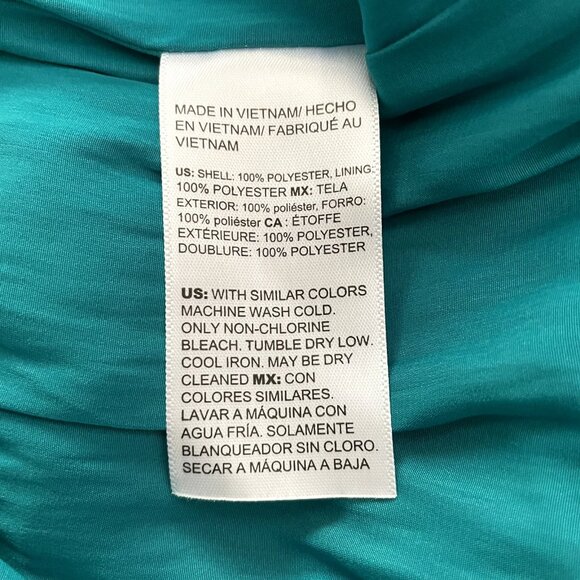 MADE IN VIETNAM/ HECHO
EN VIETNAM/ FABRIQUÉ AU
VIETNAM
US: SHELL: 100% POLYESTER, LINING:
100% POLYESTER MX: TELA
EXTERIOR: 100% poliéster, FORRO:
100% poliéster CA : ÉTOFFE
EXTÉRIEURE: 100% POLYESTER,
DOUBLURE: 100% POLYESTER
US: WITH SIMILAR COLORS
MACHINE WASH COLD.
ONLY NON-CHLORINE
BLEACH. TUMBLE DRY LOW.
COOL IRON. MAY BE DRY
CLEANED MX: CON
COLORES SIMILARES.
LAVAR A MÁQUINA CON
AGUA FRÍA. SOLAMENTE
BLANQUEADOR SIN CLORO.
SECAR A MÁQUINA A BAJA